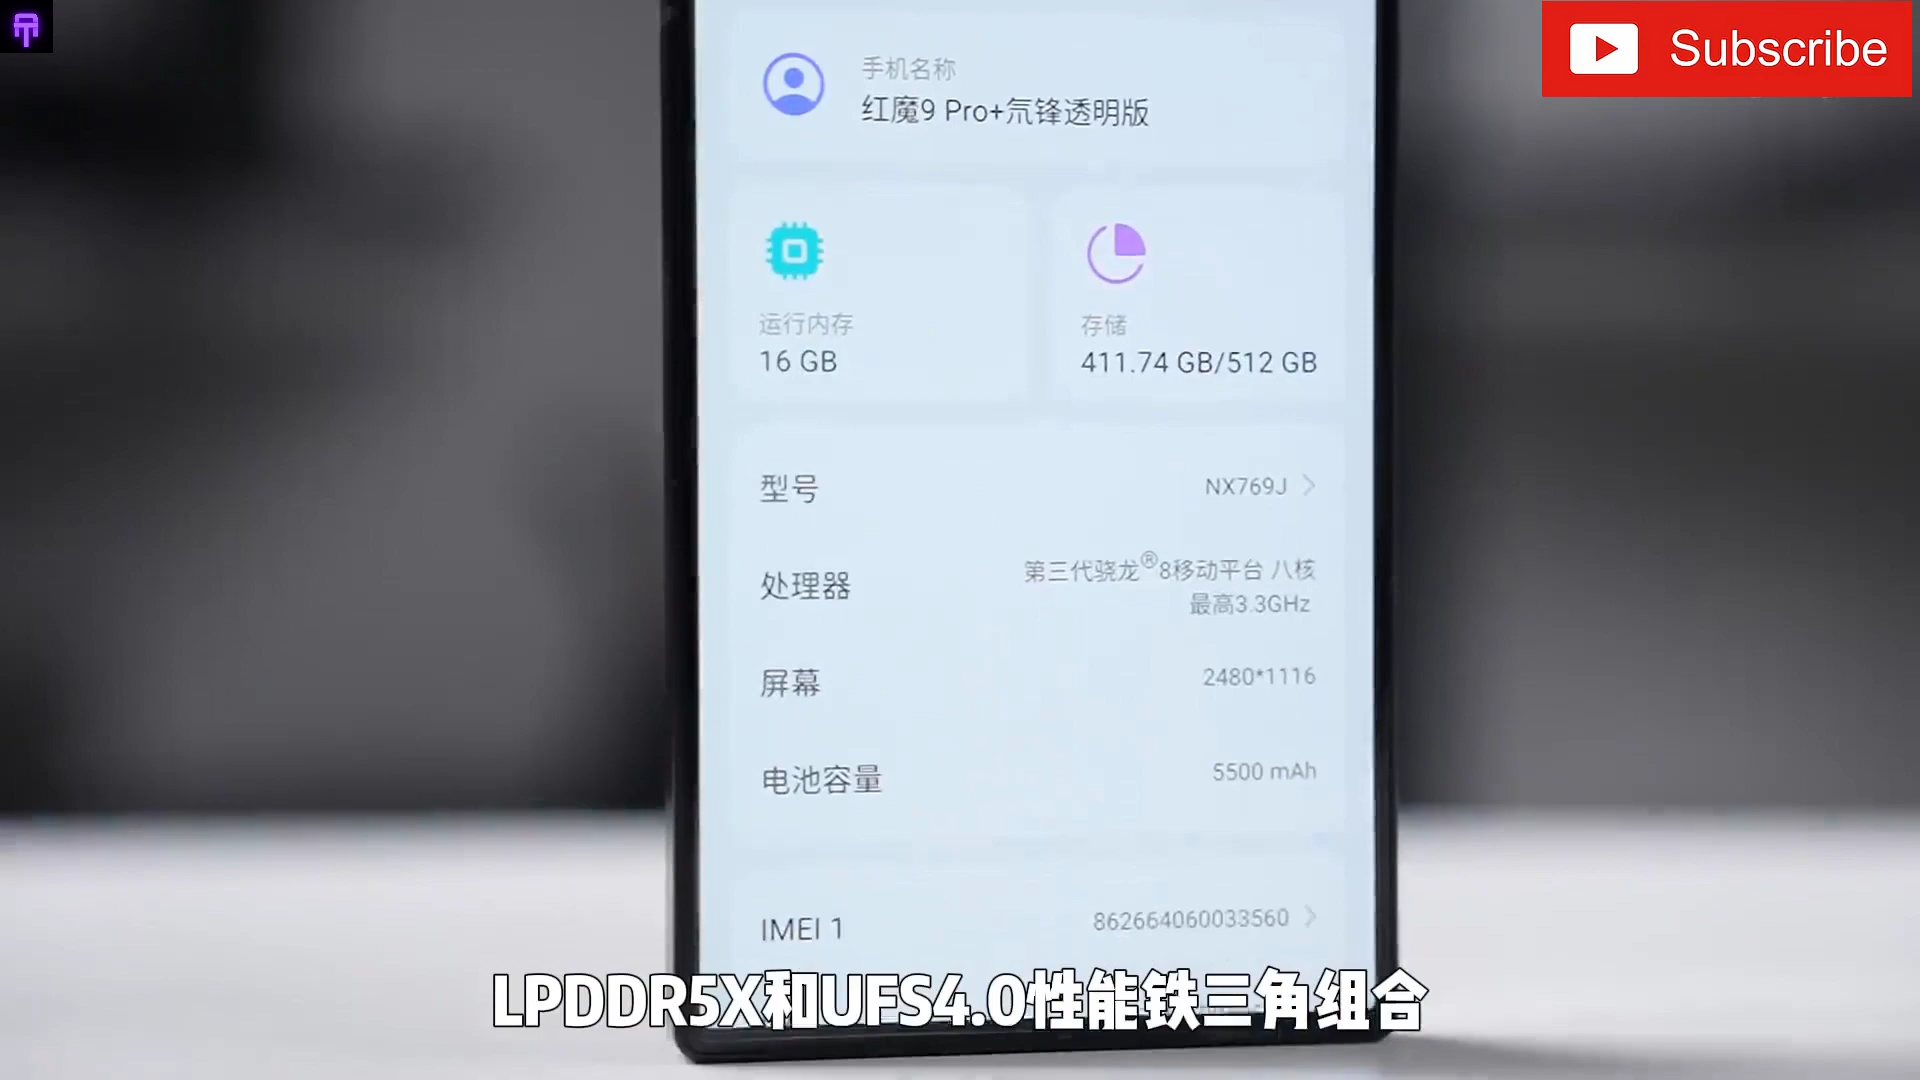 Subscribe
手机名称
红魔9 Pro+氘锋透明版
运行内存
16 GB
存储
411.74 GB/512 GB
型号
NX769J
处理器
第三代骁龙®8移动平台 八核
最高3.3GHz
屏幕
2480*1116
电池容量
5500 mAh
IMEI 1
862664060033560
LPDDR5X和UFS4.0性能铁三角组合